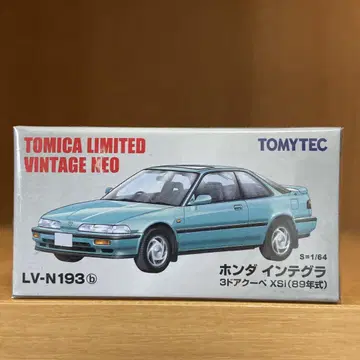 TOMICA LIMITED
VINTAGE NEO
TOMYTEC
S=1/64
LV-N193ⓑ
ホンダ インテグラ
3ドアクーペ XSi(89年式)